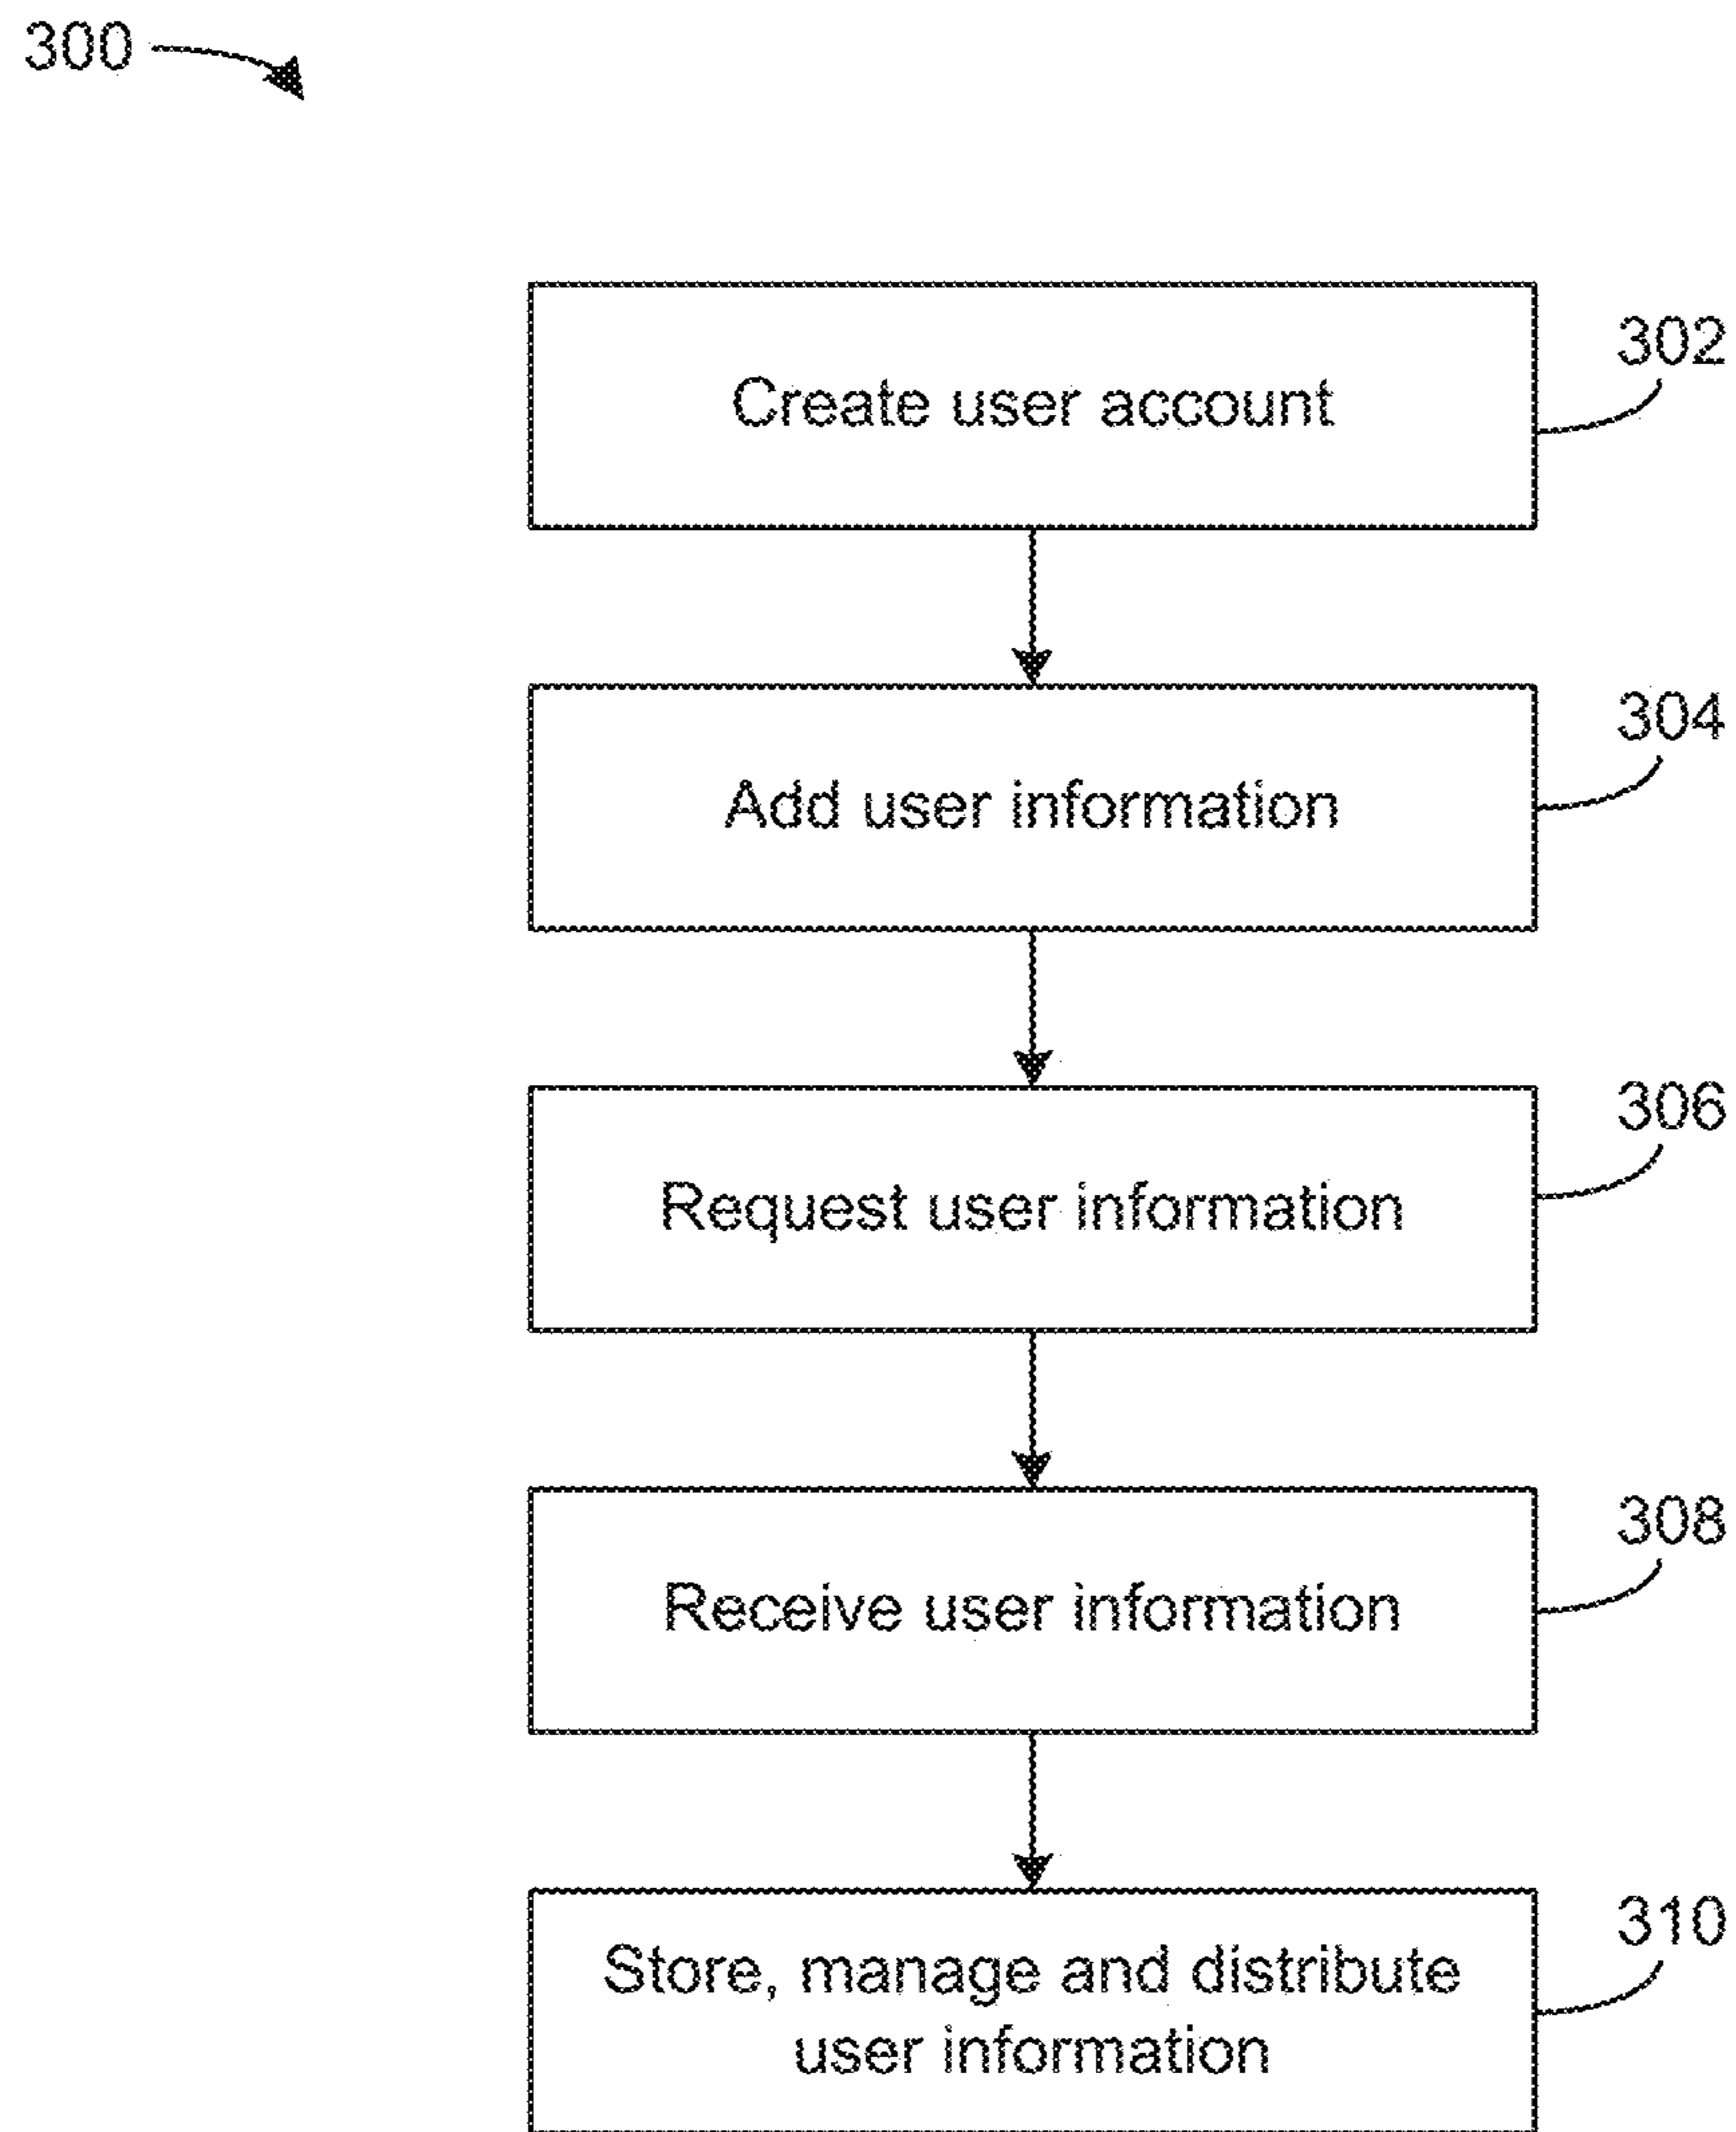 300
302
Create user account
304
Add user information
306
Request user information
308
Receive user information
310
Store, manage and distribute
user information